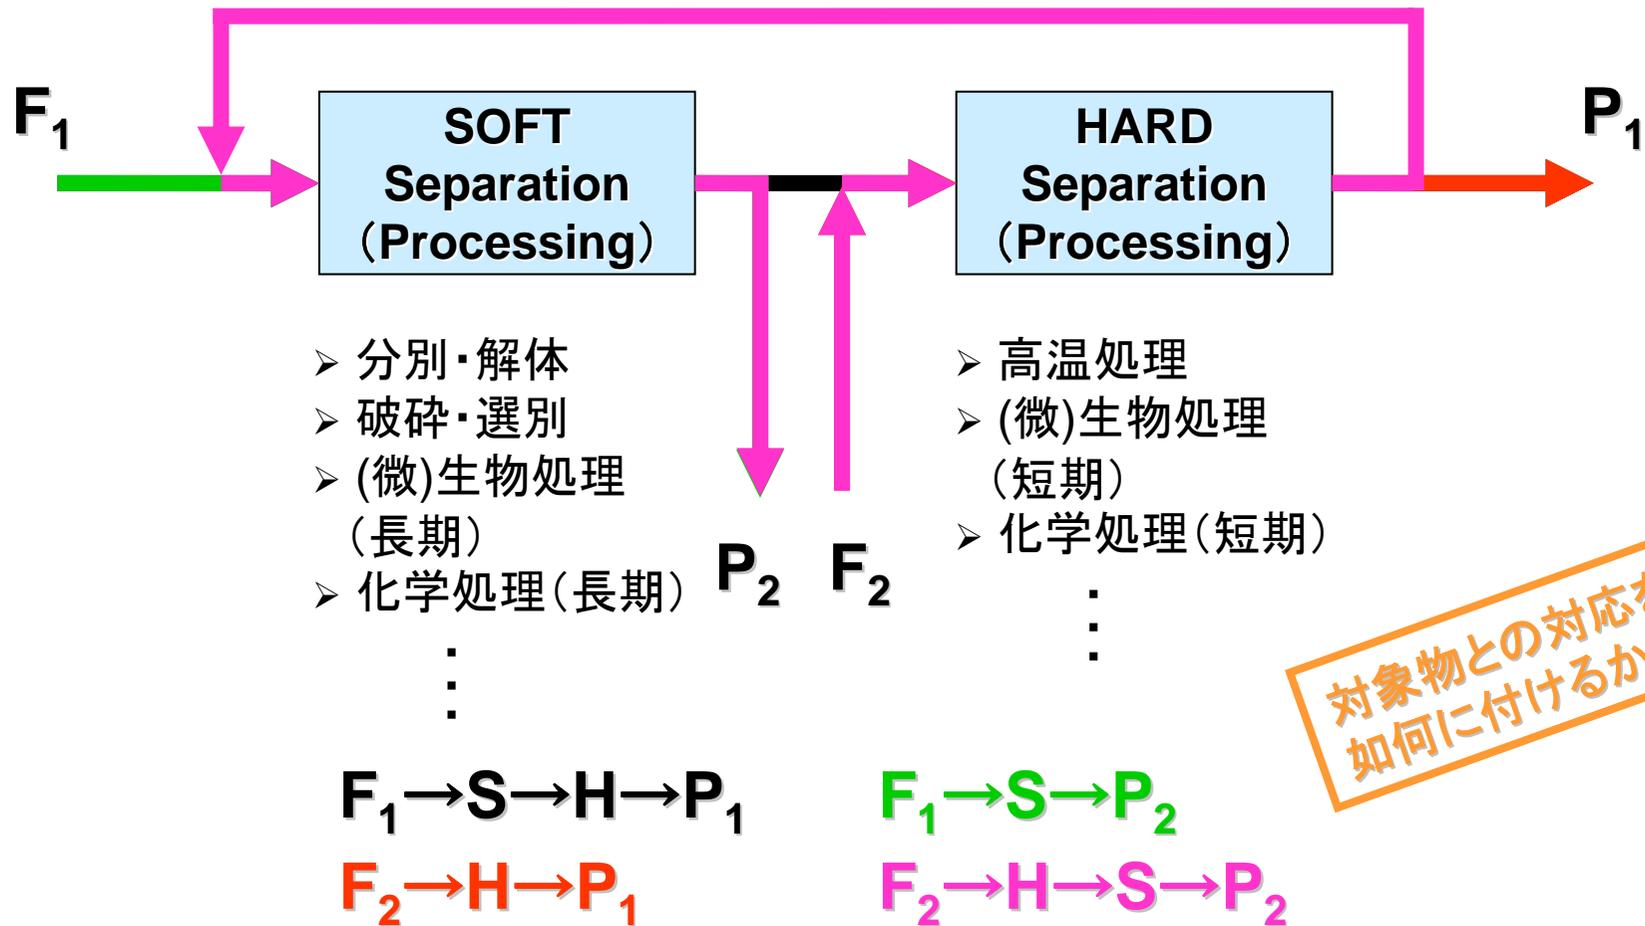 F₁
P₁
SOFT
Separation
（Processing）
HARD
Separation
（Processing）
➢ 分別・解体
➢ 破砕・選別
➢ (微)生物処理
（長期）
➢ 化学処理（長期）
P₂
F₂
➢ 高温処理
➢ (微)生物処理
（短期）
➢ 化学処理（短期）
対象物との対応を
如何に付けるか
F₁→S→H→P₁
F₁→S→P₂
F₂→H→P₁
F₂→H→S→P₂